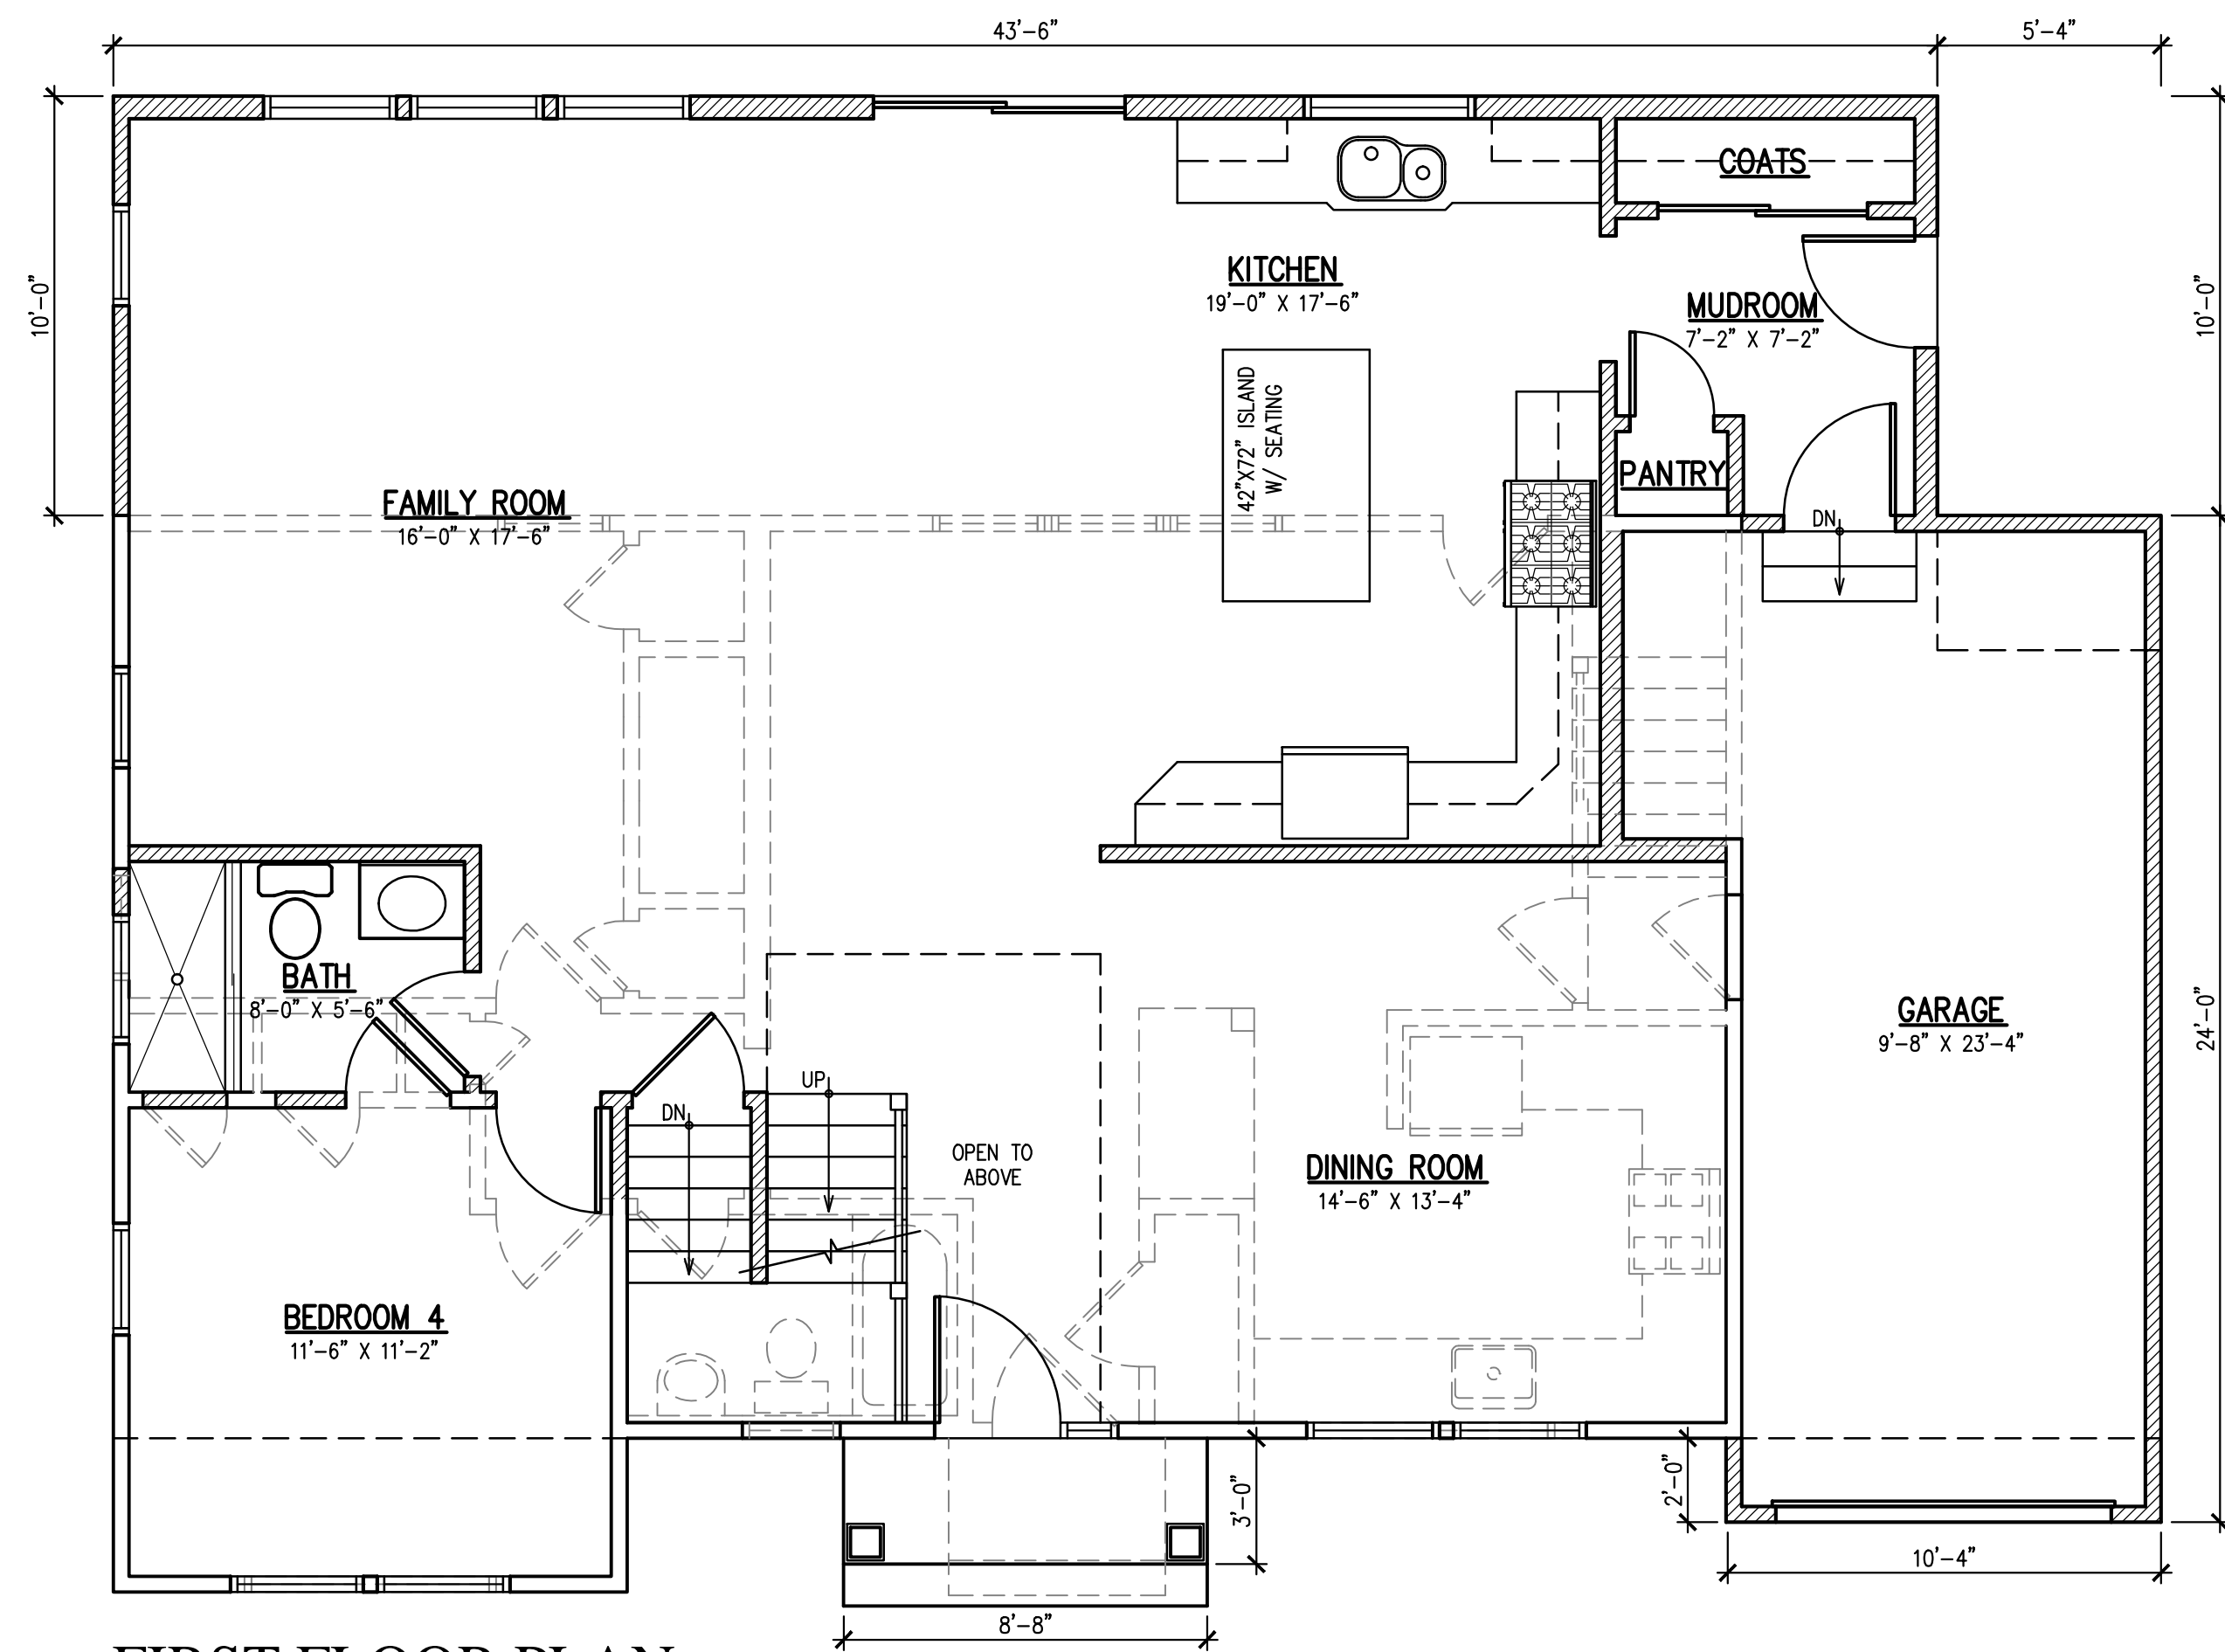 43'-6"
5'-4"
10'-0"
10'-0"
COATS
KITCHEN
19'-0" X 17'-6"
MUDROOM
7'-2" X 7'-2"
42"X72" ISLAND
W/ SEATING
PANTRY
FAMILY ROOM
16'-0" X 17'-6"
DN
BATH
8'-0" X 5'-6"
GARAGE
9'-8" X 23'-4"
24'-0"
UP
DN
OPEN TO
ABOVE
DINING ROOM
14'-6" X 13'-4"
BEDROOM 4
11'-6" X 11'-2"
3'-0"
2'-0"
10'-4"
8'-8"
FIRST FLOOR PLAN